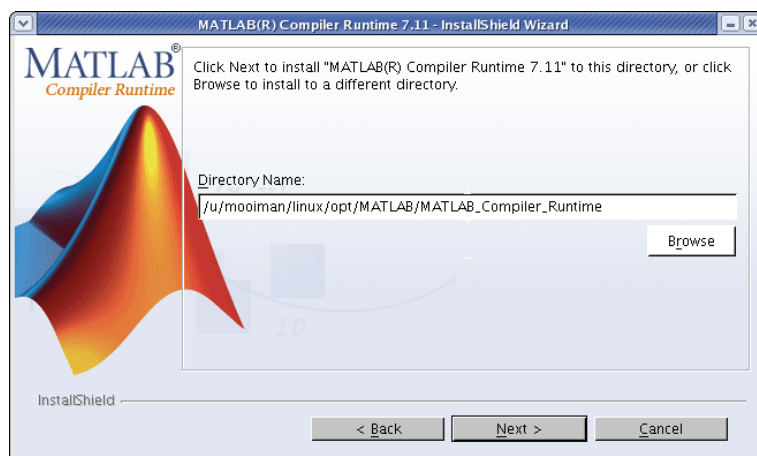 MATLAB(R) Compiler Runtime 7.11 - InstallShield Wizard
MATLAB®
Compiler Runtime
Click Next to install "MATLAB(R) Compiler Runtime 7.11" to this directory, or click
Browse to install to a different directory.
Directory Name:
/u/mooiman/linux/opt/MATLAB/MATLAB_Compiler_Runtime
Browse
10
InstallShield
< Back
Next >
Cancel